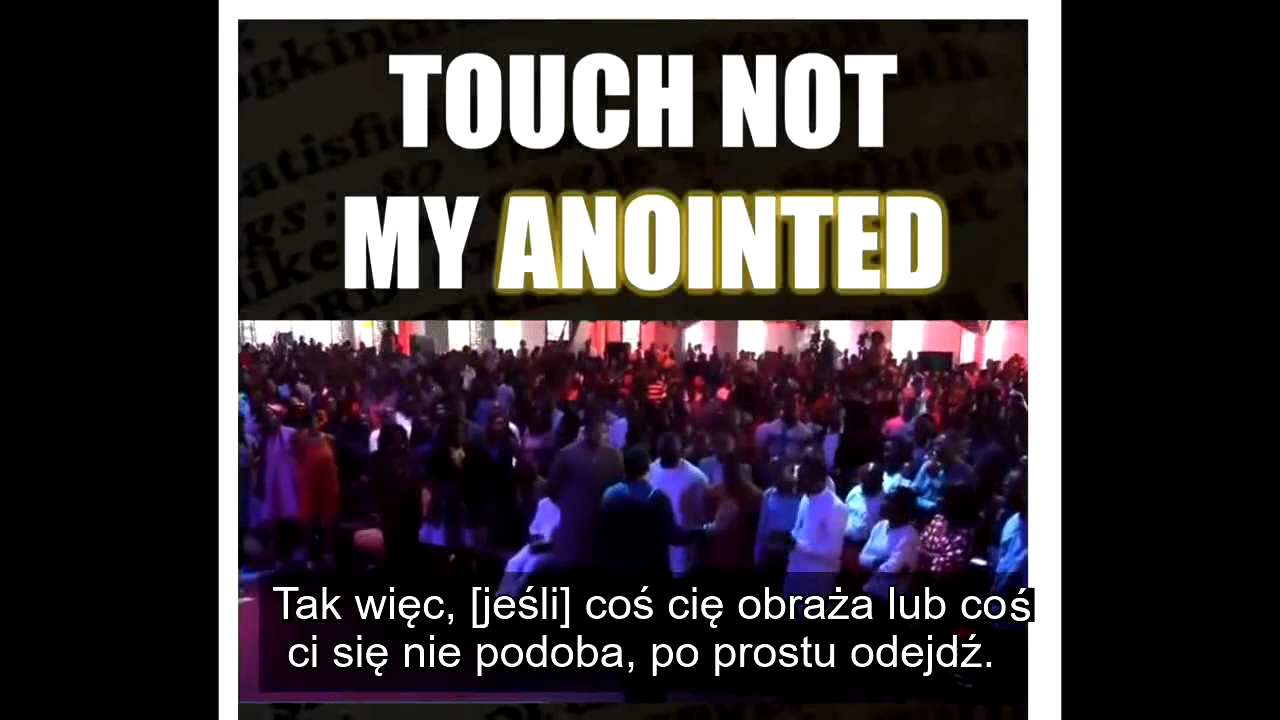 TOUCH NOT
MY ANOINTED
Tak więc, [jeśli] coś cię obraża lub coś
ci się nie podoba, po prostu odejdź.